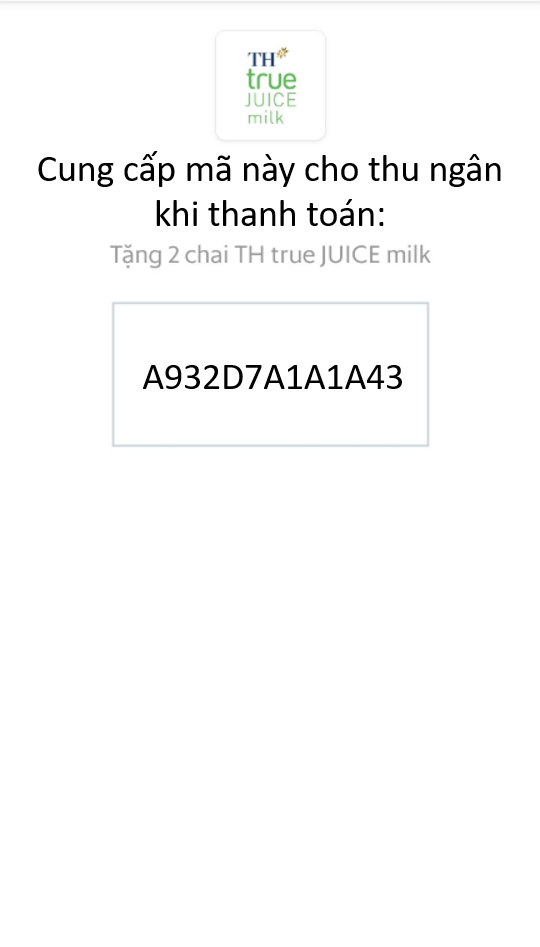 TH
true
JUICE
milk
Cung cấp mã này cho thu ngân
khi thanh toán:
Tặng 2 chai TH true JUICE milk
A932D7A1A1A43